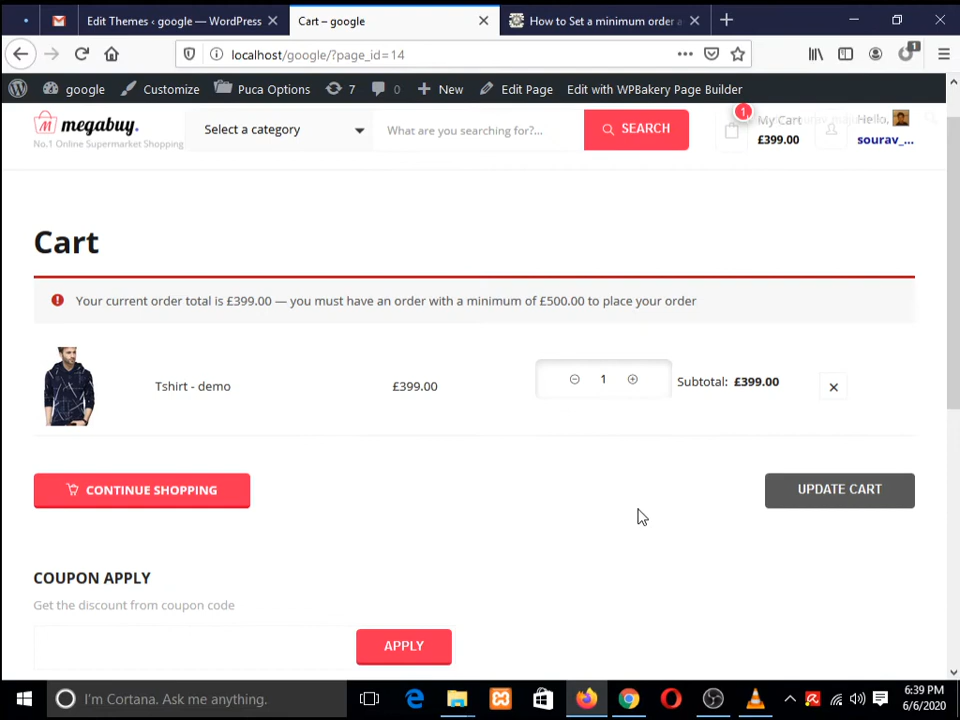 Edit Themes ‹ google — WordPress
Cart – google
How to Set a minimum order a
localhost/google/?page_id=14
1
google
Customize
Puca Options
7
0
New
Edit Page
Edit with WPBakery Page Builder
megabuy.
No.1 Online Supermarket Shopping
Select a category
What are you searching for?...
SEARCH
1
My Cart
£399.00
Hello,
sourav_...
Cart
Your current order total is £399.00 — you must have an order with a minimum of £500.00 to place your order
Tshirt - demo
£399.00
1
Subtotal: £399.00
CONTINUE SHOPPING
UPDATE CART
COUPON APPLY
Get the discount from coupon code
APPLY
I'm Cortana. Ask me anything.
6:39 PM
6/6/2020